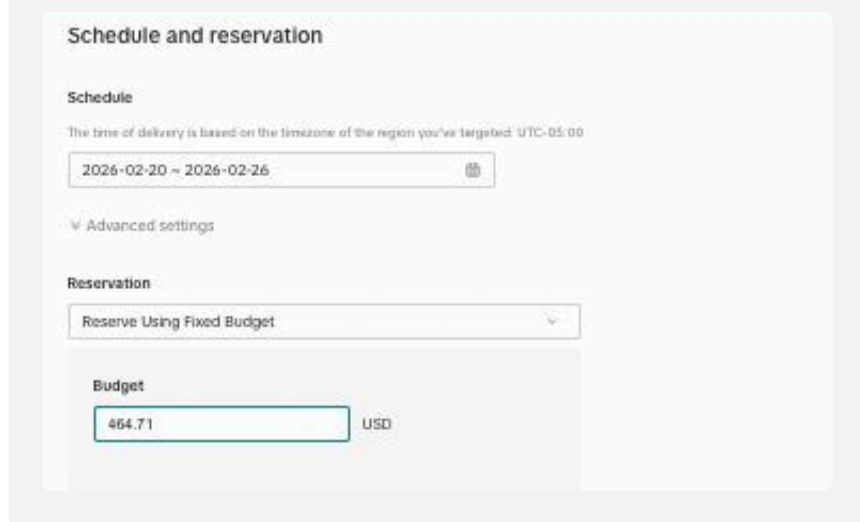 Schedule and reservation
Schedule
The time of delivery is based on the timezone of the region you've targeted: UTC-05:00
2026-02-20 ~ 2026-02-26
Advanced settings
Reservation
Reserve Using Fixed Budget
Budget
464.71 USD